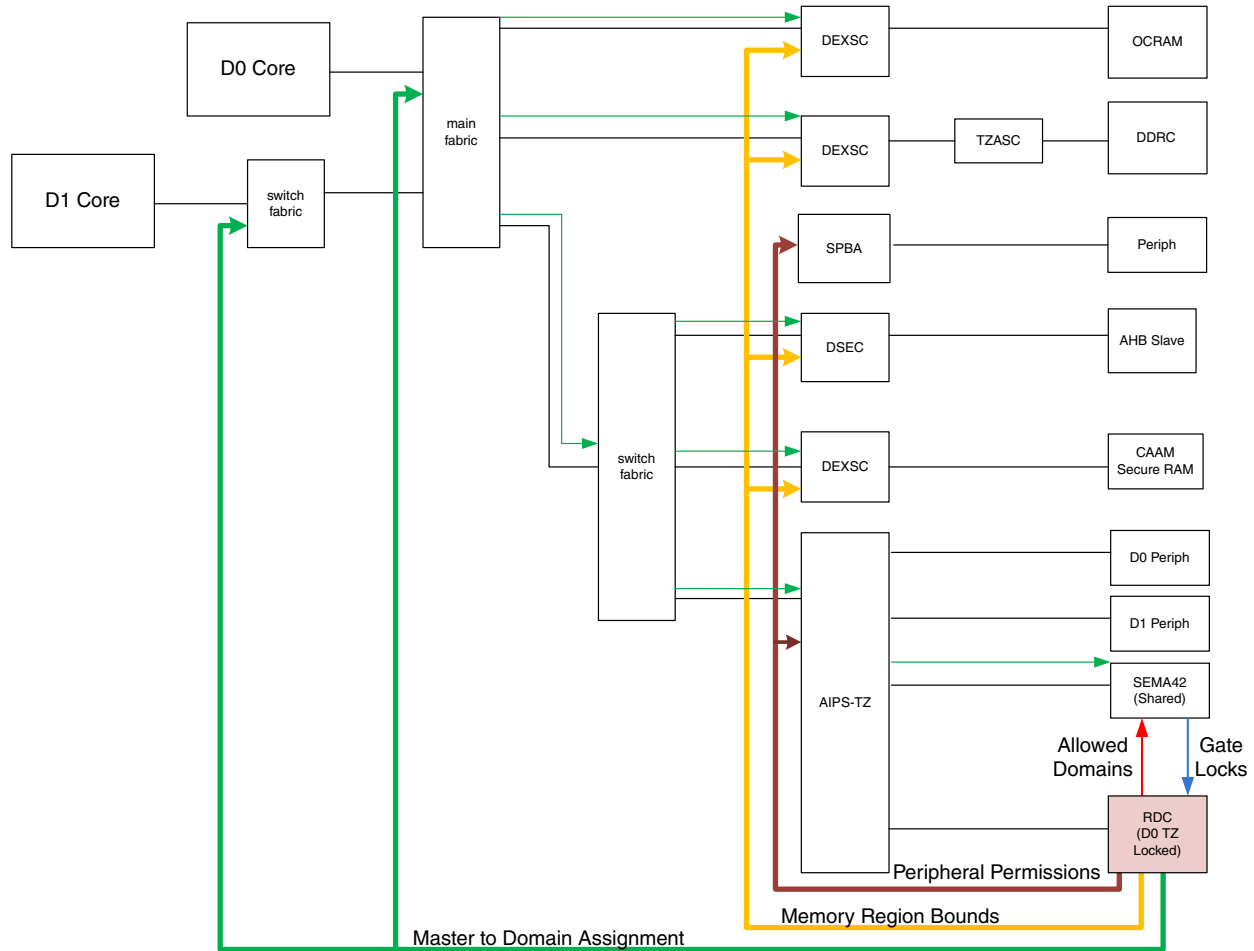 D0 Core
main
fabric
DEXSC
OCRAM
D1 Core
switch
fabric
DEXSC
TZASC
DDRC
SPBA
Periph
DSEC
AHB Slave
switch
fabric
DEXSC
CAAM
Secure RAM
AIPS-TZ
D0 Periph
D1 Periph
SEMA42
(Shared)
Allowed
Domains
Gate
Locks
RDC
(D0 TZ
Locked)
Peripheral Permissions
Memory Region Bounds
Master to Domain Assignment